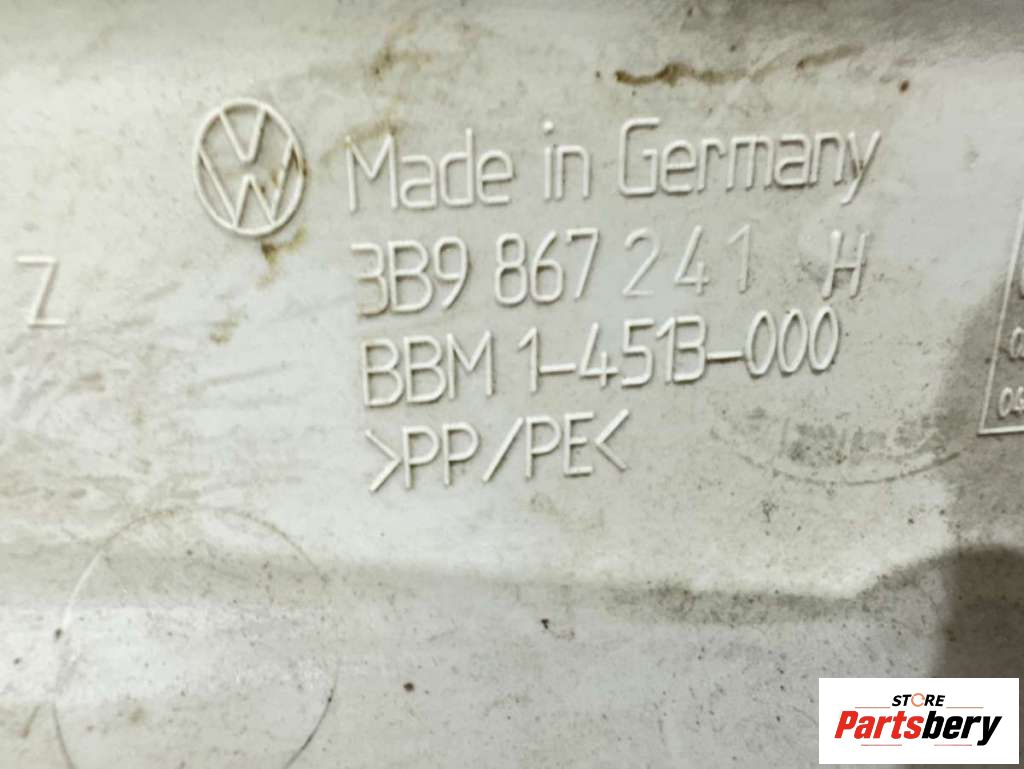 Made in Germany
Z
3B9 867 241 H
BBM 1-4513-000
>PP/PE<
STORE
Partsbery